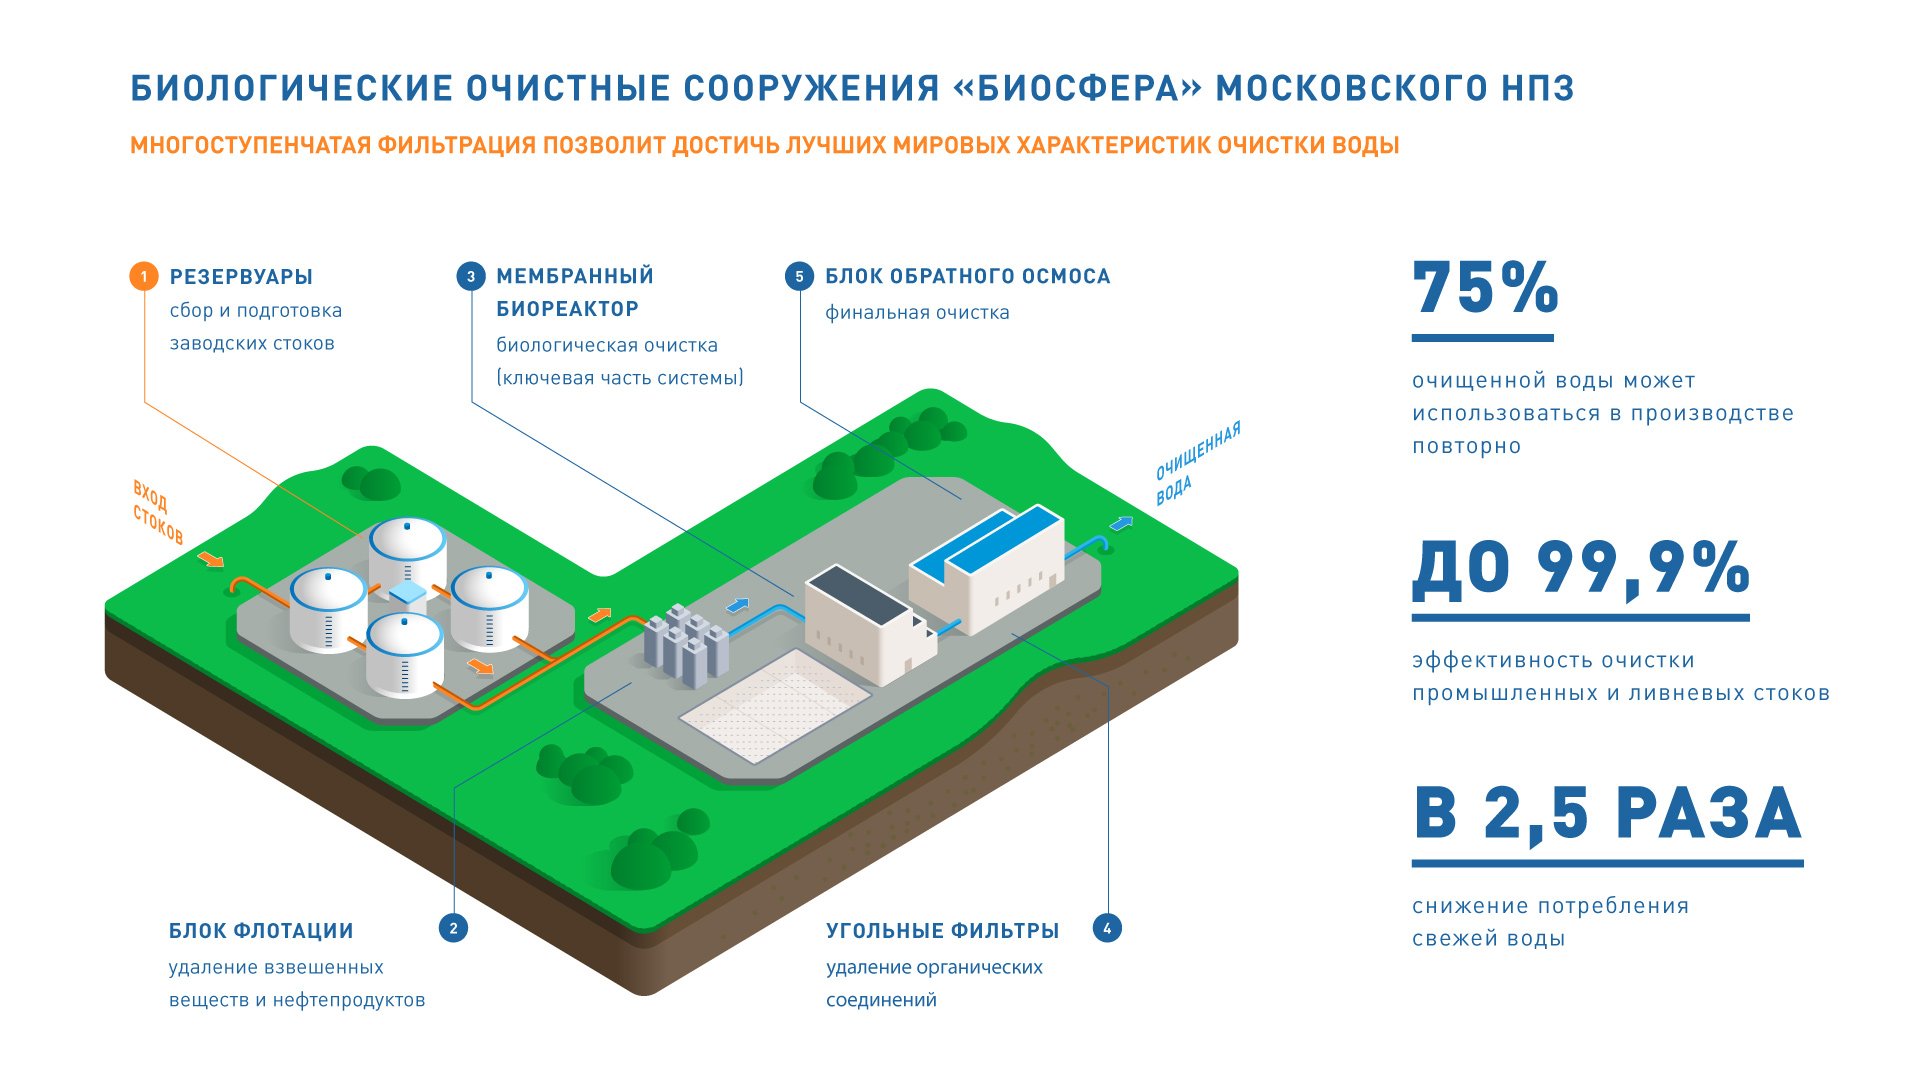 БИОЛОГИЧЕСКИЕ ОЧИСТНЫЕ СООРУЖЕНИЯ «БИОСФЕРА» МОСКОВСКОГО НПЗ
МНОГОСТУПЕНЧАТАЯ ФИЛЬТРАЦИЯ ПОЗВОЛИТ ДОСТИЧЬ ЛУЧШИХ МИРОВЫХ ХАРАКТЕРИСТИК ОЧИСТКИ ВОДЫ
1 РЕЗЕРВУАРЫ
сбор и подготовка
заводских стоков
3 МЕМБРАННЫЙ
БИОРЕАКТОР
биологическая очистка
(ключевая часть системы)
5 БЛОК ОБРАТНОГО ОСМОСА
финальная очистка
ВХОД
СТОКОВ
ОЧИЩЕННАЯ
ВОДА
БЛОК ФЛОТАЦИИ 2
удаление взвешенных
веществ и нефтепродуктов
УГОЛЬНЫЕ ФИЛЬТРЫ 4
удаление органических
соединений
75%
очищенной воды может
использоваться в производстве
повторно
ДО 99,9%
эффективность очистки
промышленных и ливневых стоков
В 2,5 РАЗА
снижение потребления
свежей воды